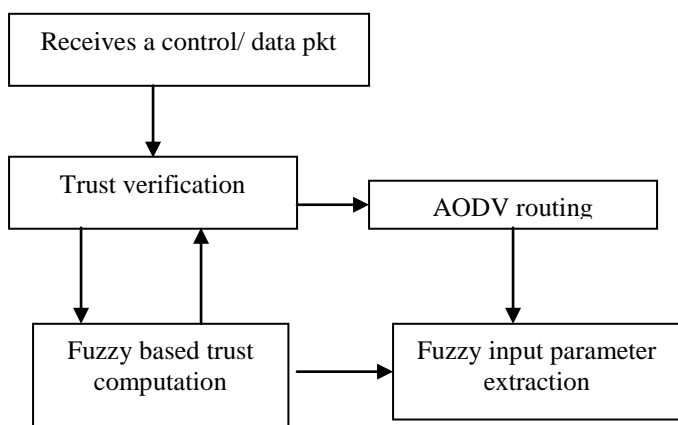 Receives a control/ data pkt
Trust verification
AODV routing
Fuzzy based trust
computation
Fuzzy input parameter
extraction